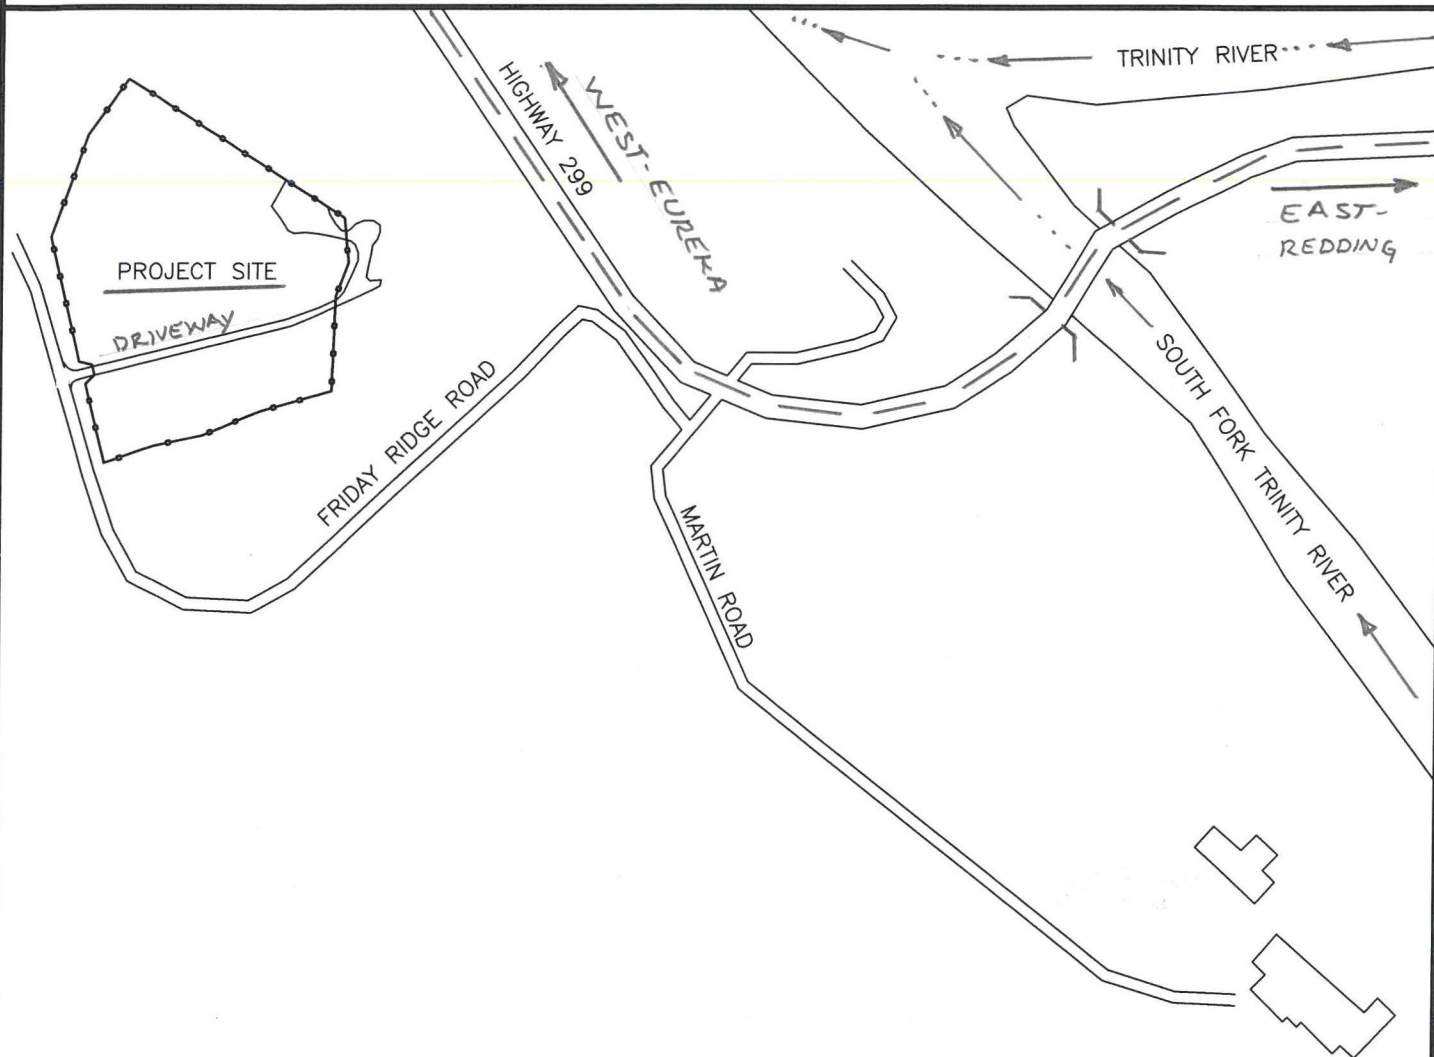 TRINITY RIVER
HIGHWAY 299
WEST-EUREKA
EAST-
REDDING
PROJECT SITE
DRIVEWAY
FRIDAY RIDGE ROAD
SOUTH FORK TRINITY RIVER
MARTIN ROAD